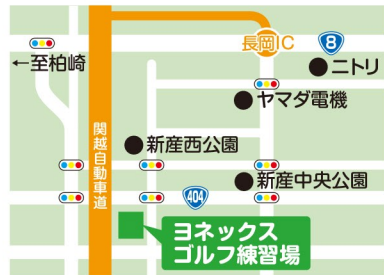 長岡IC
8
←至柏崎
ニトリ
ヤマダ電機
関越自動車道
新産西公園
新産中央公園
404
ヨネックス
ゴルフ練習場